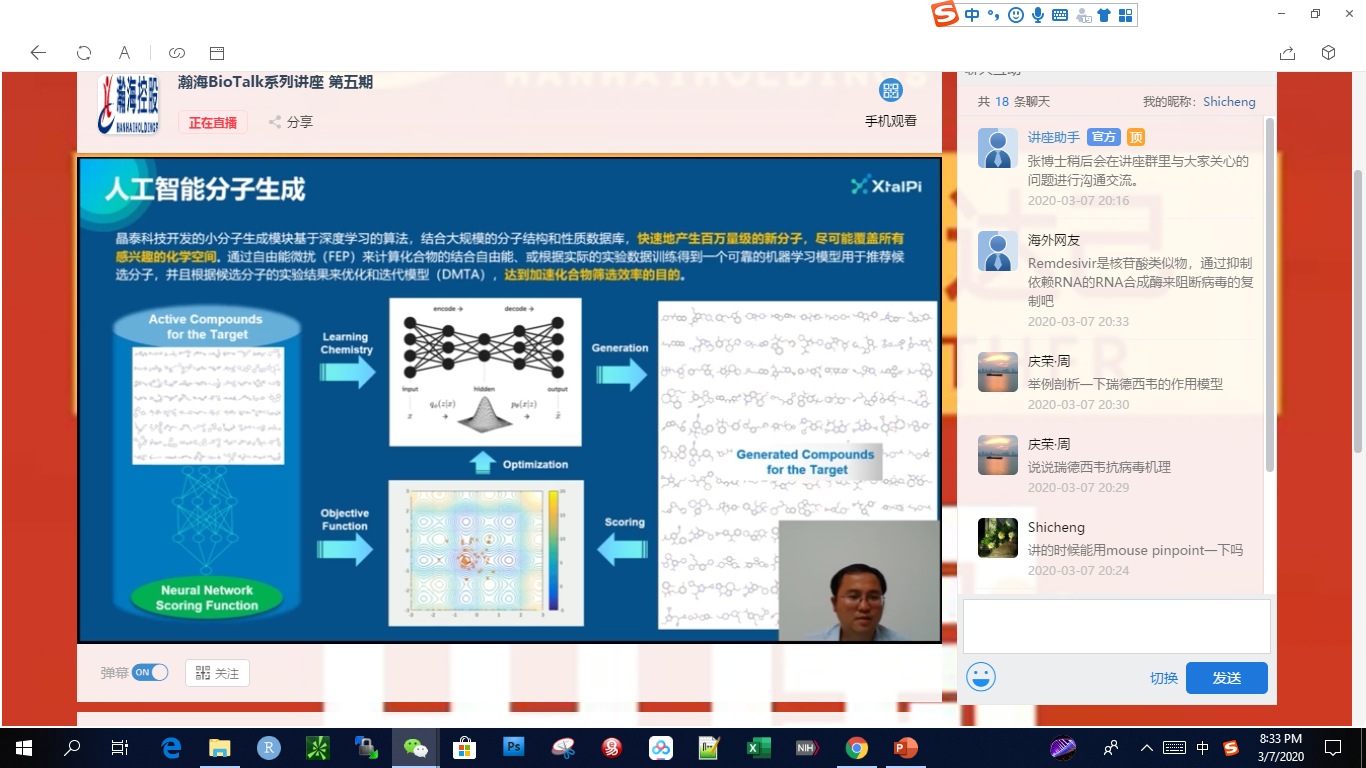 中
瀚海控股
HANHAIHOLDINGS
瀚海BioTalk系列讲座 第五期
正在直播
分享
手机观看
人工智能分子生成
XtalPi
晶泰科技开发的小分子生成模块基于深度学习的算法，结合大规模的分子结构和性质数据库，快速地产生百万量级的新分子，尽可能覆盖所有
感兴趣的化学空间。通过自由能微扰（FEP）来计算化合物的结合自由能、或根据实际的实验数据训练得到一个可靠的机器学习模型用于推荐候
选分子，并且根据候选分子的实验结果来优化和迭代模型（DMTA），达到加速化合物筛选效率的目的。
Active Compounds
for the Target
Learning
Chemistry
encode →
decode →
input
hidden
output
x
qφ(z|x)
pθ(x|z)
x̃
Generation
Generated Compounds
for the Target
Optimization
Objective
Function
Scoring
Neural Network
Scoring Function
弹幕
ON
关注
聊天互动
共 18 条聊天
我的昵称： Shicheng
讲座助手 官方 顶
张博士稍后会在讲座群里与大家关心的
问题进行沟通交流。
2020-03-07 20:16
海外网友
Remdesivir是核苷酸类似物，通过抑制
依赖RNA的RNA合成酶来阻断病毒的复
制吧
2020-03-07 20:33
庆荣·周
举例剖析一下瑞德西韦的作用模型
2020-03-07 20:30
庆荣·周
说说瑞德西韦抗病毒机理
2020-03-07 20:29
Shicheng
讲的时候能用mouse pinpoint一下吗
2020-03-07 20:24
切换
发送
R
Ps
NIH
中
8:33 PM
3/7/2020